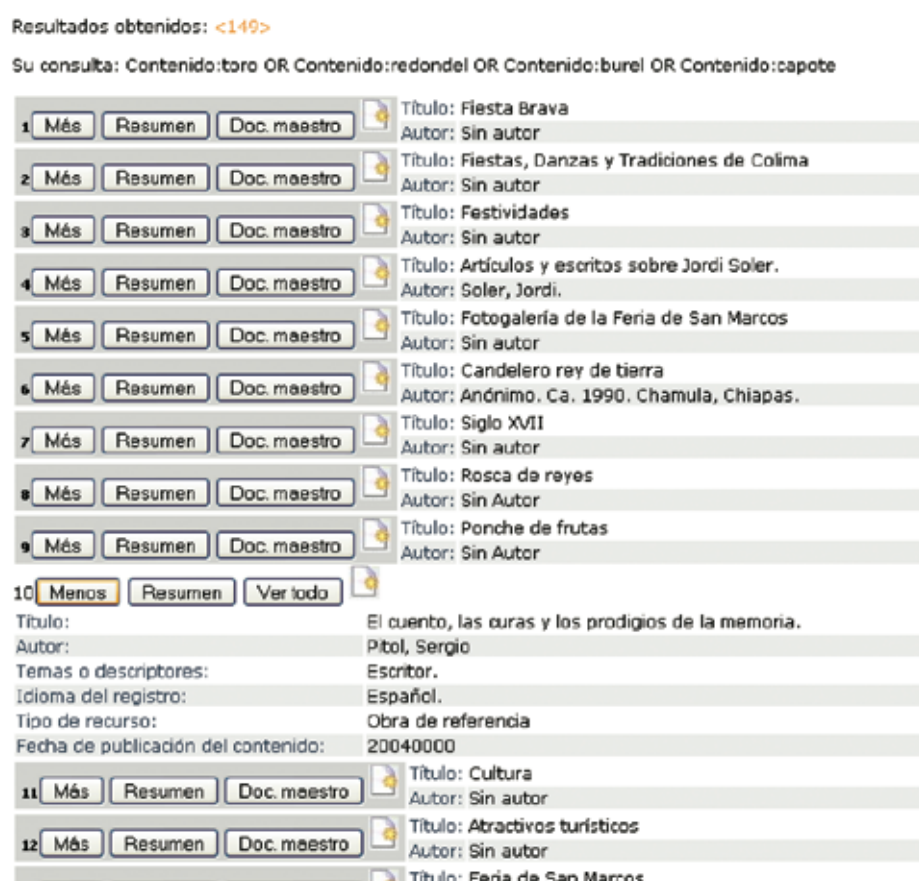 Resultados obtenidos: <149>
Su consulta: Contenido:toro OR Contenido:redondel OR Contenido:burel OR Contenido:capote
1 Más Resumen Doc. maestro Título: Fiesta Brava
Autor: Sin autor
2 Más Resumen Doc. maestro Título: Fiestas, Danzas y Tradiciones de Colima
Autor: Sin autor
3 Más Resumen Doc. maestro Título: Festividades
Autor: Sin autor
4 Más Resumen Doc. maestro Título: Artículos y escritos sobre Jordi Soler.
Autor: Soler, Jordi.
5 Más Resumen Doc. maestro Título: Fotogalería de la Feria de San Marcos
Autor: Sin autor
6 Más Resumen Doc. maestro Título: Candelero rey de tierra
Autor: Anónimo. Ca. 1990. Chamula, Chiapas.
7 Más Resumen Doc. maestro Título: Siglo XVII
Autor: Sin autor
8 Más Resumen Doc. maestro Título: Rosca de reyes
Autor: Sin Autor
9 Más Resumen Doc. maestro Título: Ponche de frutas
Autor: Sin Autor
10 Menos Resumen Ver todo
Título: El cuento, las curas y los prodigios de la memoria.
Autor: Pitol, Sergio
Temas o descriptores: Escritor.
Idioma del registro: Español.
Tipo de recurso: Obra de referencia
Fecha de publicación del contenido: 20040000
11 Más Resumen Doc. maestro Título: Cultura
Autor: Sin autor
12 Más Resumen Doc. maestro Título: Atractivos turísticos
Autor: Sin autor
Título: Feria de San Marcos